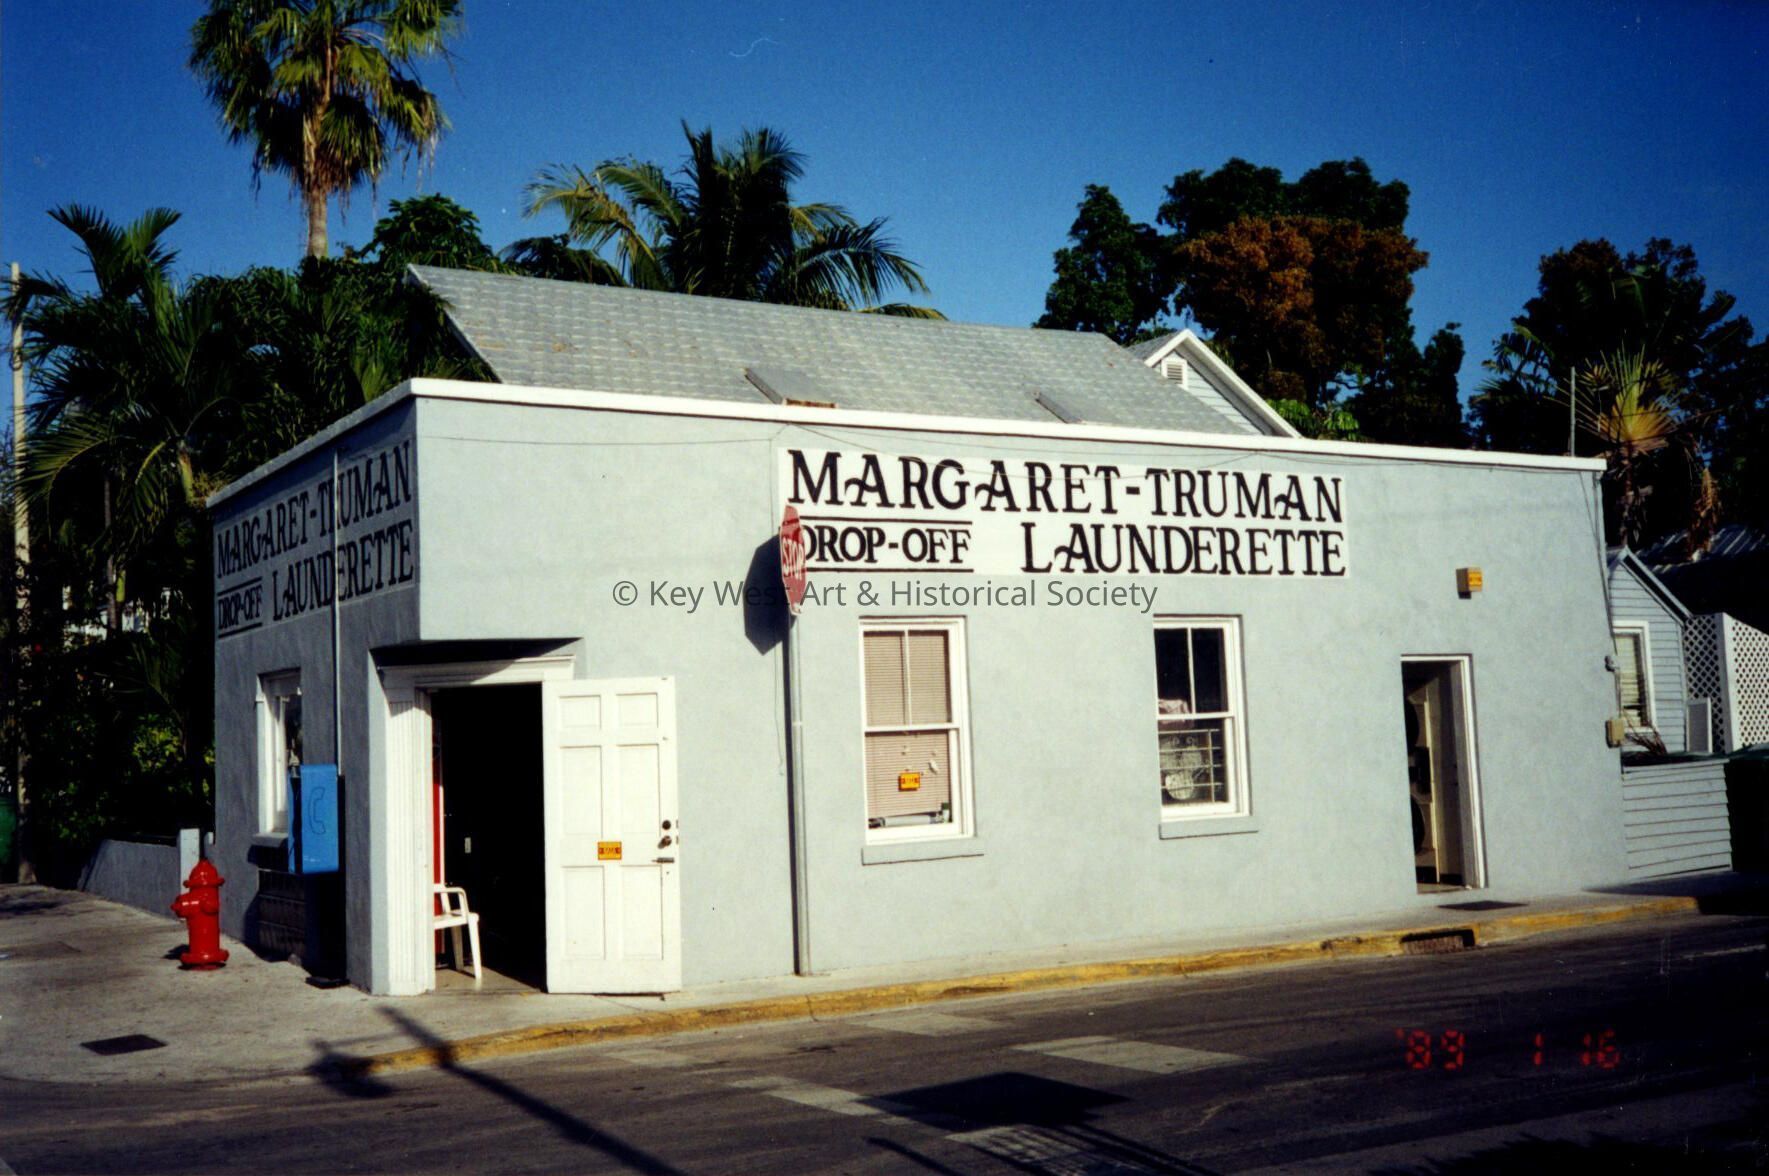 MARGARET-TRUMAN
DROP-OFF LAUNDERETTE
MARGARET-TRUMAN
DROP-OFF LAUNDERETTE
STOP
© Key West Art & Historical Society
'89 1 16